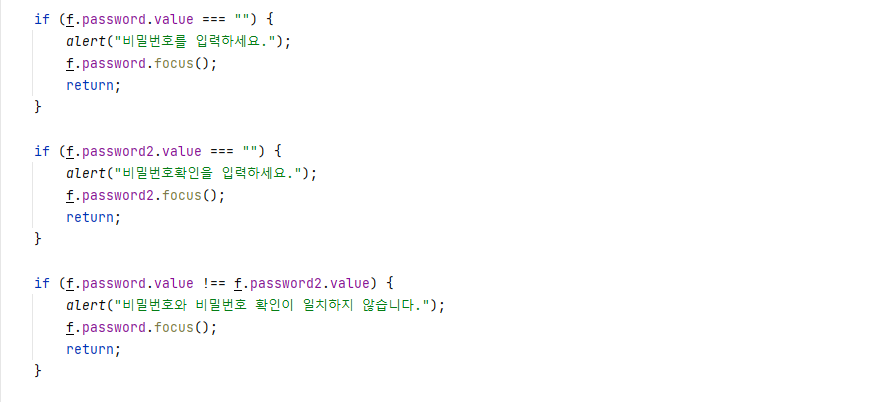 if (f.password.value === "") {
    alert("비밀번호를 입력하세요.");
    f.password.focus();
    return;
}
if (f.password2.value === "") {
    alert("비밀번호확인을 입력하세요.");
    f.password2.focus();
    return;
}
if (f.password.value !== f.password2.value) {
    alert("비밀번호와 비밀번호 확인이 일치하지 않습니다.");
    f.password.focus();
    return;
}